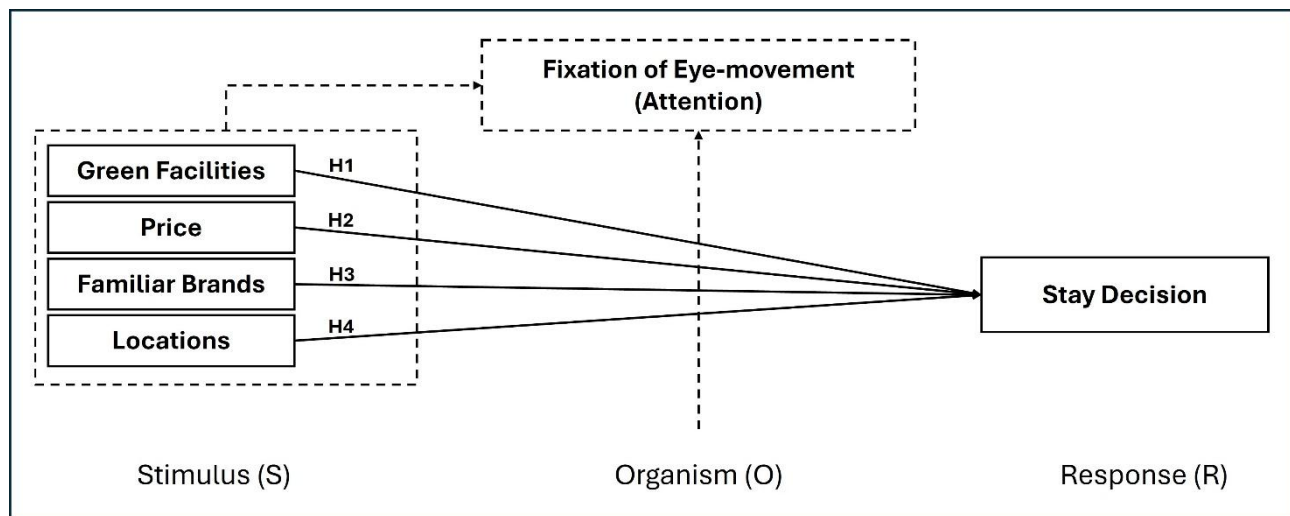 Fixation of Eye-movement
(Attention)
Green Facilities
H1
Price
H2
Familiar Brands
H3
Locations
H4
Stay Decision
Stimulus (S)
Organism (O)
Response (R)